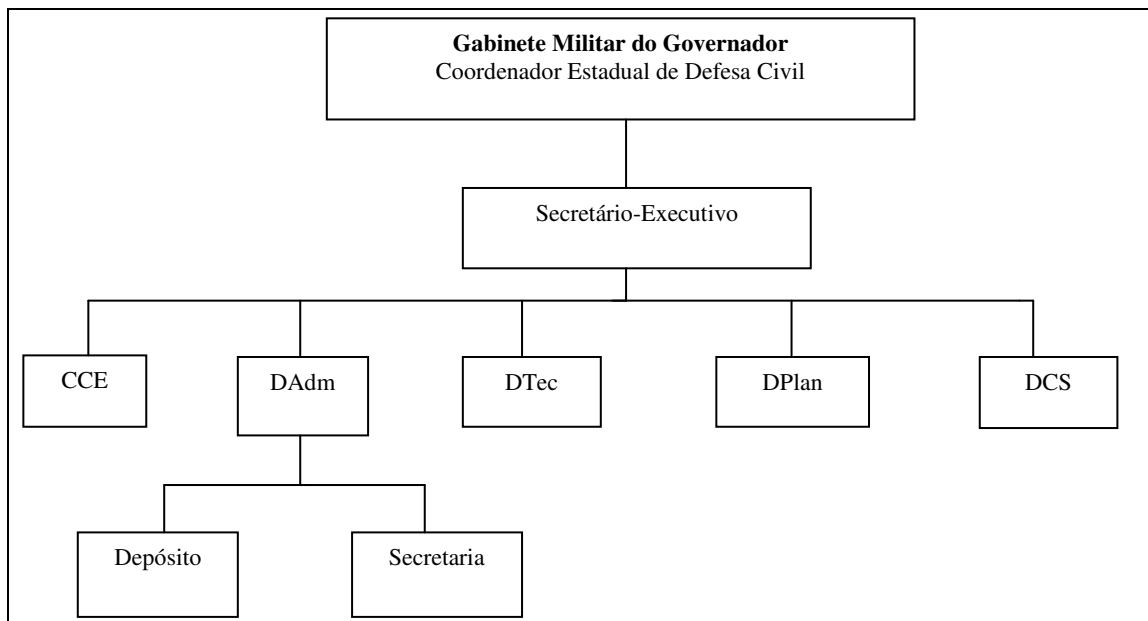 Gabinete Militar do Governador
Coordenador Estadual de Defesa Civil
Secretário-Executivo
CCE
DAdm
DTec
DPlan
DCS
Depósito
Secretaria